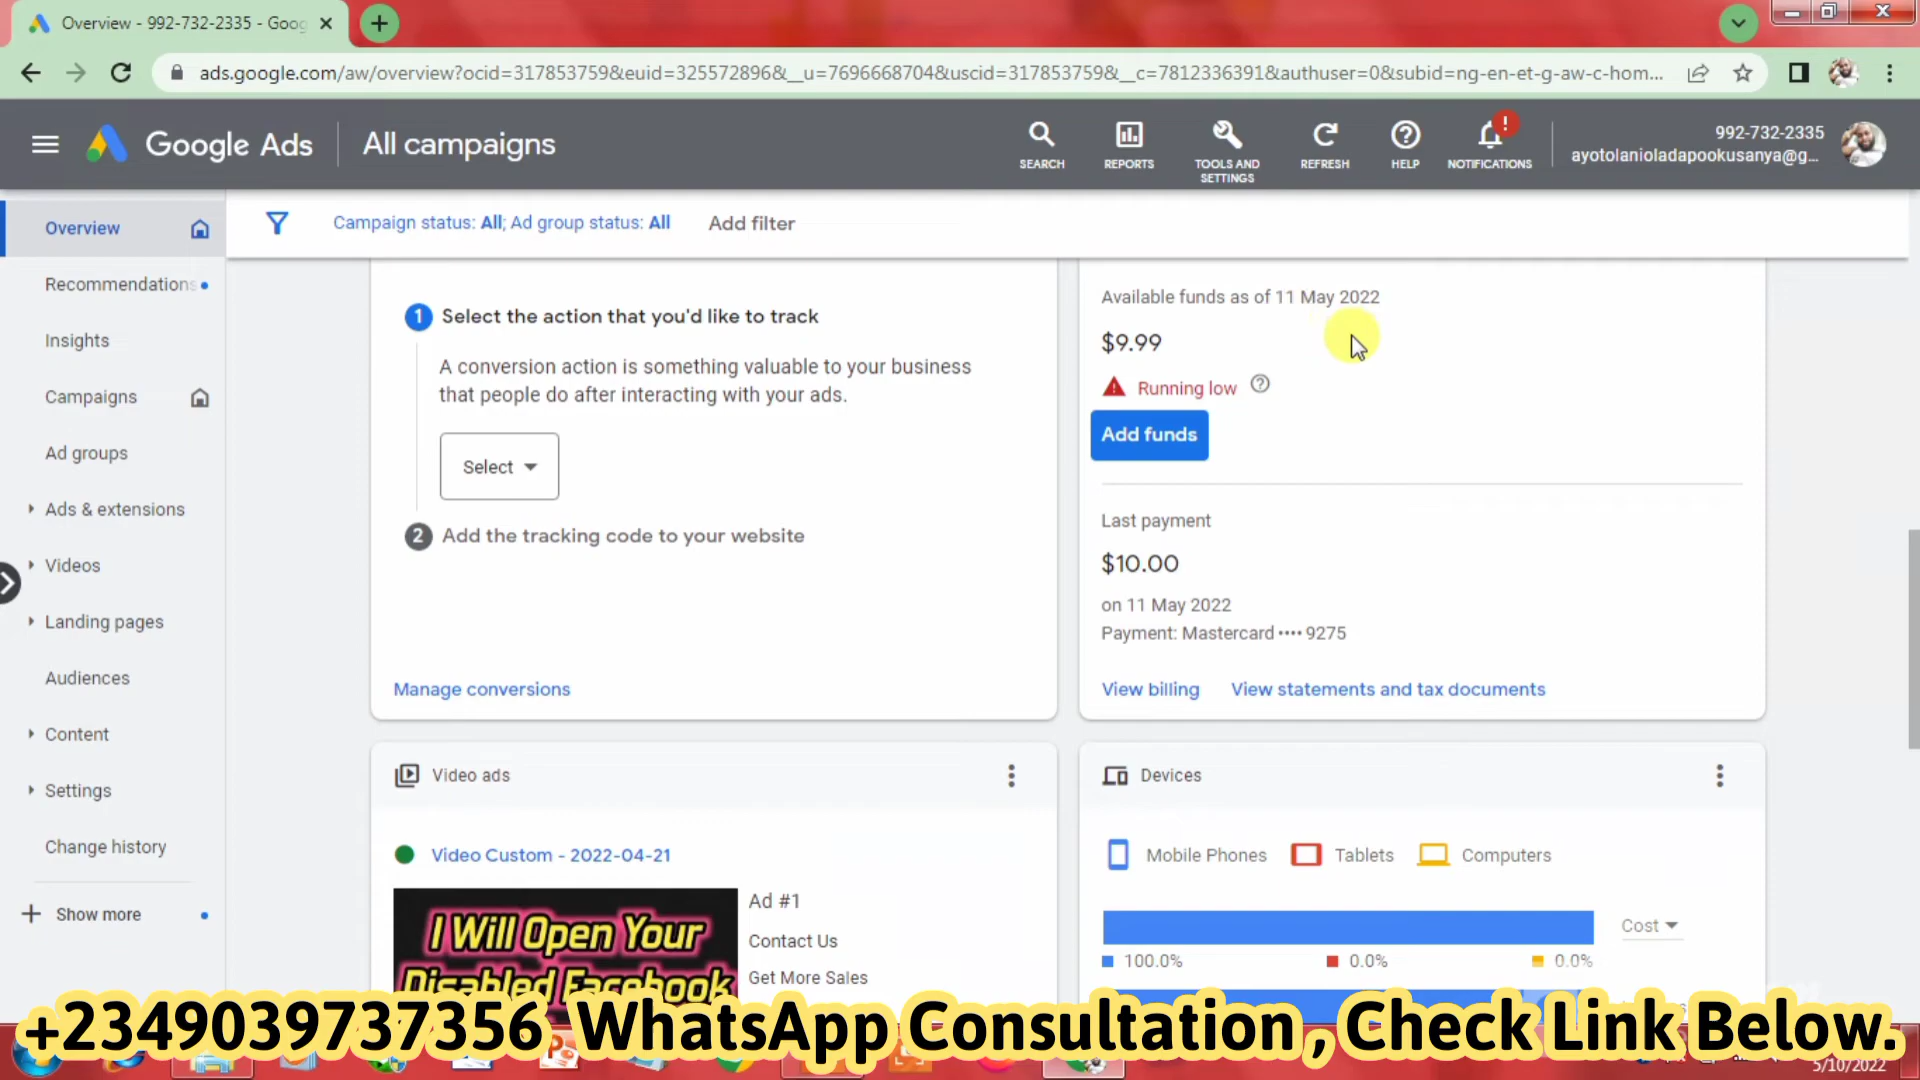 Overview - 992-732-2335 - Goog
ads.google.com/aw/overview?ocid=317853759&euid=325572896&__u=7696668704&uscid=317853759&__c=7812336391&authuser=0&subid=ng-en-et-g-aw-c-hom...
Google Ads
All campaigns
SEARCH
REPORTS
TOOLS AND
SETTINGS
REFRESH
HELP
!
NOTIFICATIONS
992-732-2335
ayotolanioladapookusanya@g...
Overview
Recommendations
Insights
Campaigns
Ad groups
Ads & extensions
Videos
Landing pages
Audiences
Content
Settings
Change history
Show more
Campaign status: All; Ad group status: All
Add filter
1 Select the action that you'd like to track
A conversion action is something valuable to your business
that people do after interacting with your ads.
Select
2 Add the tracking code to your website
Manage conversions
Available funds as of 11 May 2022
$9.99
Running low
Add funds
Last payment
$10.00
on 11 May 2022
Payment: Mastercard •••• 9275
View billing
View statements and tax documents
Video ads
Video Custom - 2022-04-21
I Will Open Your
Disabled Facebook
Ad #1
Contact Us
Get More Sales
Devices
Mobile Phones
Tablets
Computers
Cost
100.0%
0.0%
0.0%
+2349039737356 WhatsApp Consultation, Check Link Below.
5/10/2022